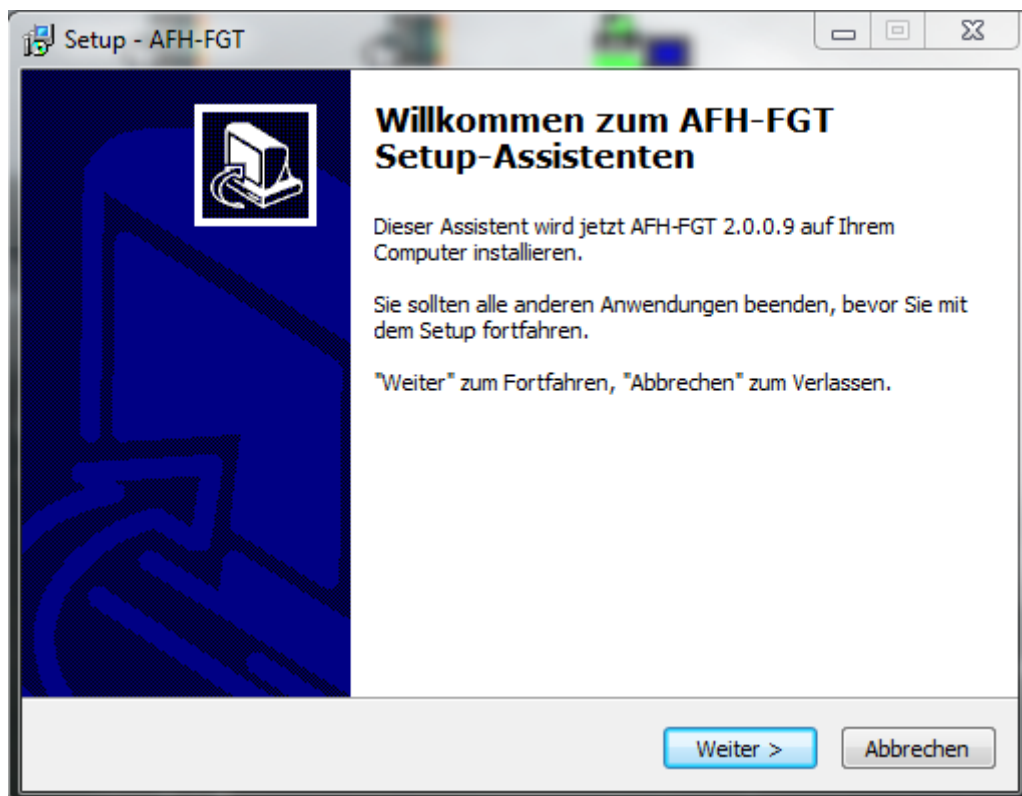 Setup - AFH-FGT
Willkommen zum AFH-FGT
Setup-Assistenten
Dieser Assistent wird jetzt AFH-FGT 2.0.0.9 auf Ihrem
Computer installieren.
Sie sollten alle anderen Anwendungen beenden, bevor Sie mit
dem Setup fortfahren.
"Weiter" zum Fortfahren, "Abbrechen" zum Verlassen.
Weiter >
Abbrechen